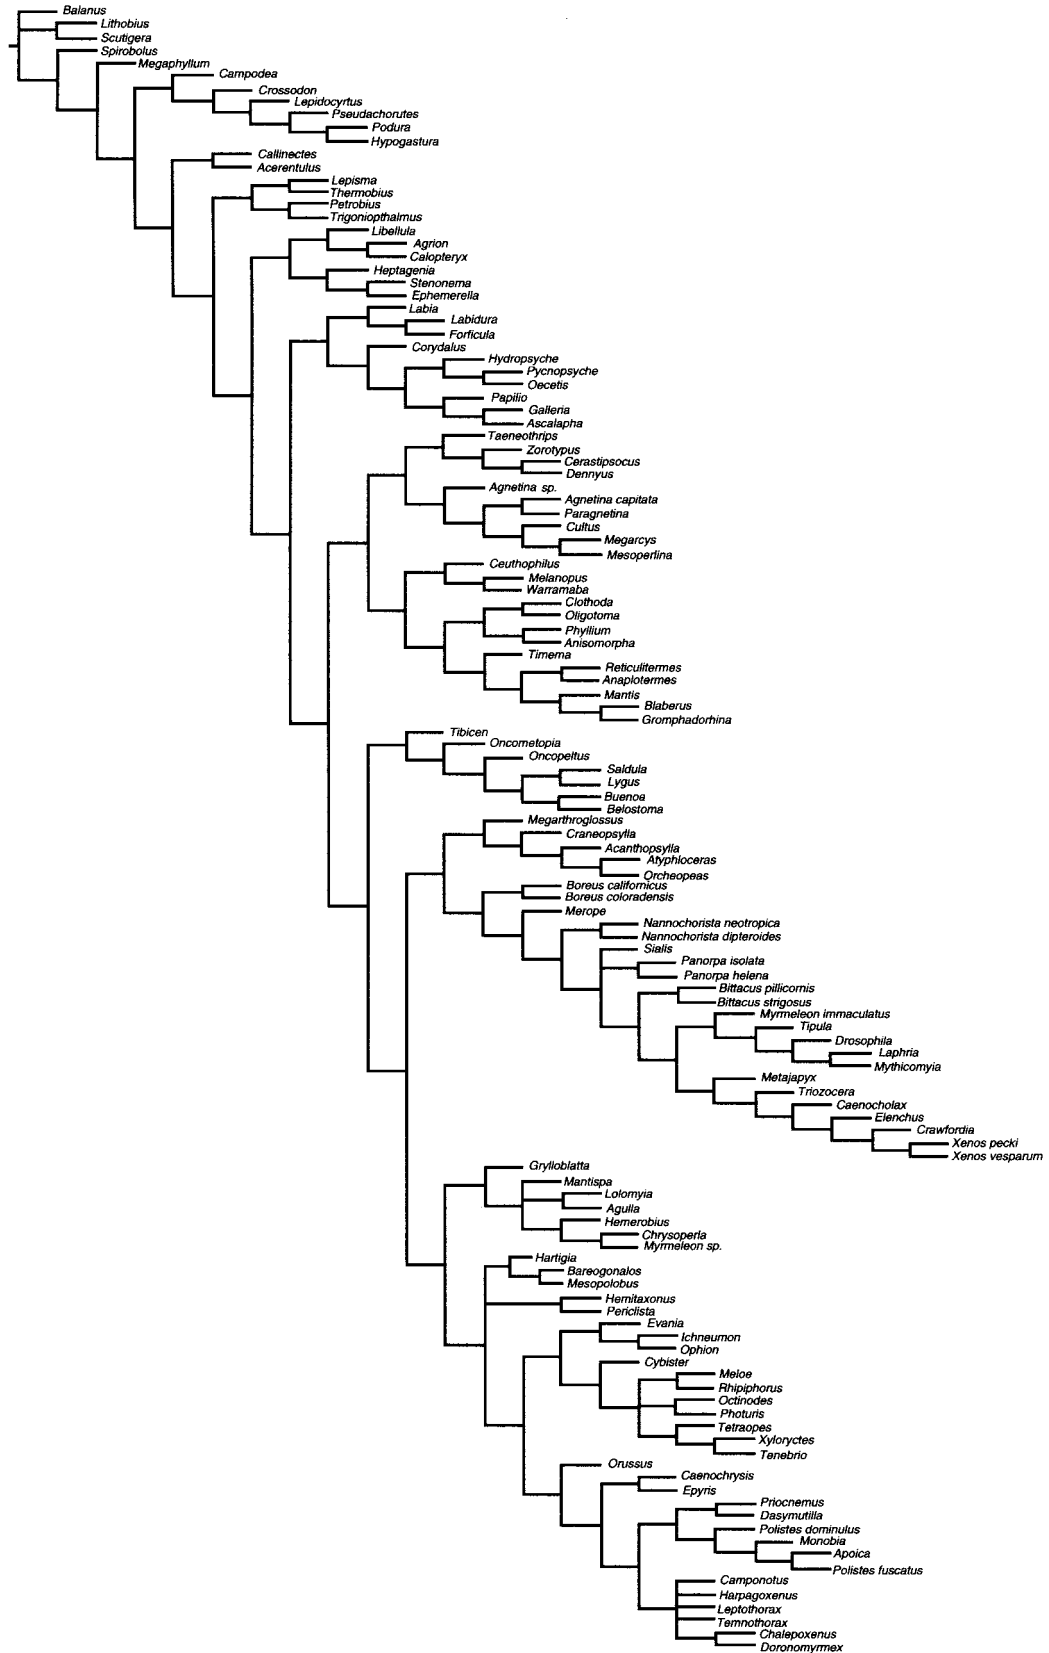 Balanus
Lithobius
Scutigera
Spirobolus
Megaphyllum
Campodea
Crossodon
Lepidocyrtus
Pseudachorutes
Podura
Hypogastura
Callinectes
Acerentulus
Lepisma
Thermobius
Petrobius
Trigoniopthalmus
Libellula
Agrion
Calopteryx
Heptagenia
Stenonema
Ephemerella
Labia
Labidura
Forficula
Corydalus
Hydropsyche
Pycnopsyche
Oecetis
Papilio
Galleria
Ascalapha
Taeneothrips
Zorotypus
Cerastipsocus
Dennyus
Agnetina sp.
Agnetina capitata
Paragnetina
Cultus
Megarcys
Mesoperlina
Ceuthophilus
Melanopus
Warramaba
Clothoda
Oligotoma
Phyllium
Anisomorpha
Timema
Reticulitermes
Anaplotermes
Mantis
Blaberus
Gromphadorhina
Tibicen
Oncometopia
Oncopeltus
Saldula
Lygus
Buenoa
Belostoma
Megarthroglossus
Craneopsylla
Acanthopsylla
Atyphloceras
Orcheopeas
Boreus californicus
Boreus coloradensis
Merope
Nannochorista neotropica
Nannochorista dipteroides
Sialis
Panorpa isolata
Panorpa helena
Bittacus pillicornis
Bittacus strigosus
Myrmeleon immaculatus
Tipula
Drosophila
Laphria
Mythicomyia
Metajapyx
Triozocera
Caenocholax
Elenchus
Crawfordia
Xenos pecki
Xenos vesparum
Grylloblatta
Mantispa
Lolomyia
Agulla
Hemerobius
Chrysoperla
Myrmeleon sp.
Hartigia
Bareogonalos
Mesopolobus
Hemitaxonus
Periclista
Evania
Ichneumon
Ophion
Cybister
Meloe
Rhipiphorus
Octinodes
Photuris
Tetraopes
Xyloryctes
Tenebrio
Orussus
Caenochrysis
Epyris
Priocnemus
Dasymutilla
Polistes dominulus
Monobia
Apoica
Polistes fuscatus
Camponotus
Harpagoxenus
Leptothorax
Temnothorax
Chalepoxenus
Doronomyrmex